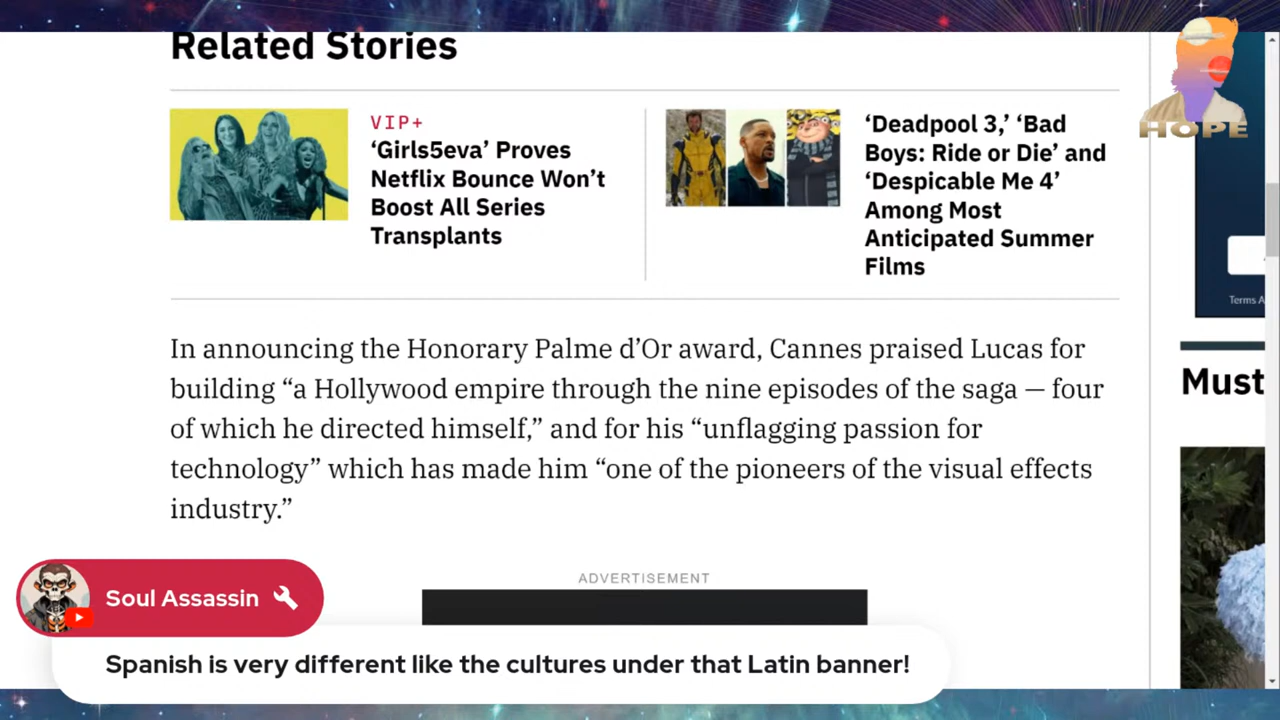 Related Stories
HOPE
VIP+
‘Girls5eva’ Proves
Netflix Bounce Won’t
Boost All Series
Transplants
‘Deadpool 3,’ ‘Bad
Boys: Ride or Die’ and
‘Despicable Me 4’
Among Most
Anticipated Summer
Films
Terms
In announcing the Honorary Palme d’Or award, Cannes praised Lucas for
building “a Hollywood empire through the nine episodes of the saga — four
of which he directed himself,” and for his “unflagging passion for
technology” which has made him “one of the pioneers of the visual effects
industry.”
Must
ADVERTISEMENT
Soul Assassin
Spanish is very different like the cultures under that Latin banner!